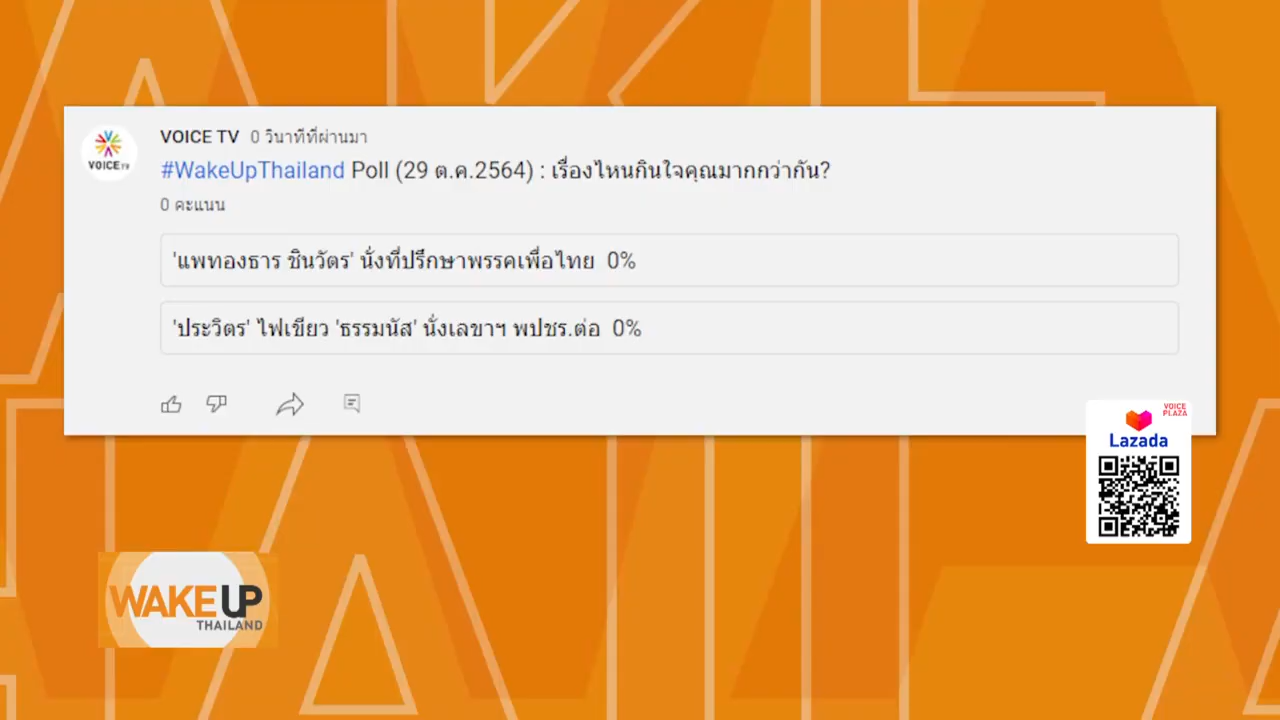 VOICE TV 0 วินาทีที่ผ่านมา
VOICE TV
#WakeUpThailand Poll (29 ต.ค.2564) : เรื่องไหนกินใจคุณมากกว่ากัน?
0 คะแนน
'แพทองธาร ชินวัตร' นั่งที่ปรึกษาพรรคเพื่อไทย 0%
'ประวิตร' ไฟเขียว 'ธรรมนัส' นั่งเลขาฯ พปชร.ต่อ 0%
VOICE
PLAZA
Lazada
WAKE UP
THAILAND